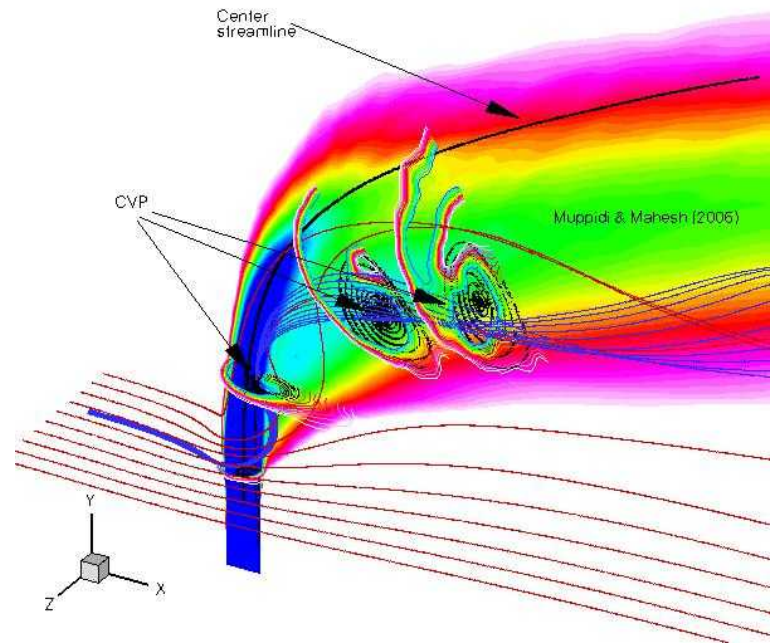 Center
streamline
CVP
Muppidi & Mahesh (2006)
Y
X
Z